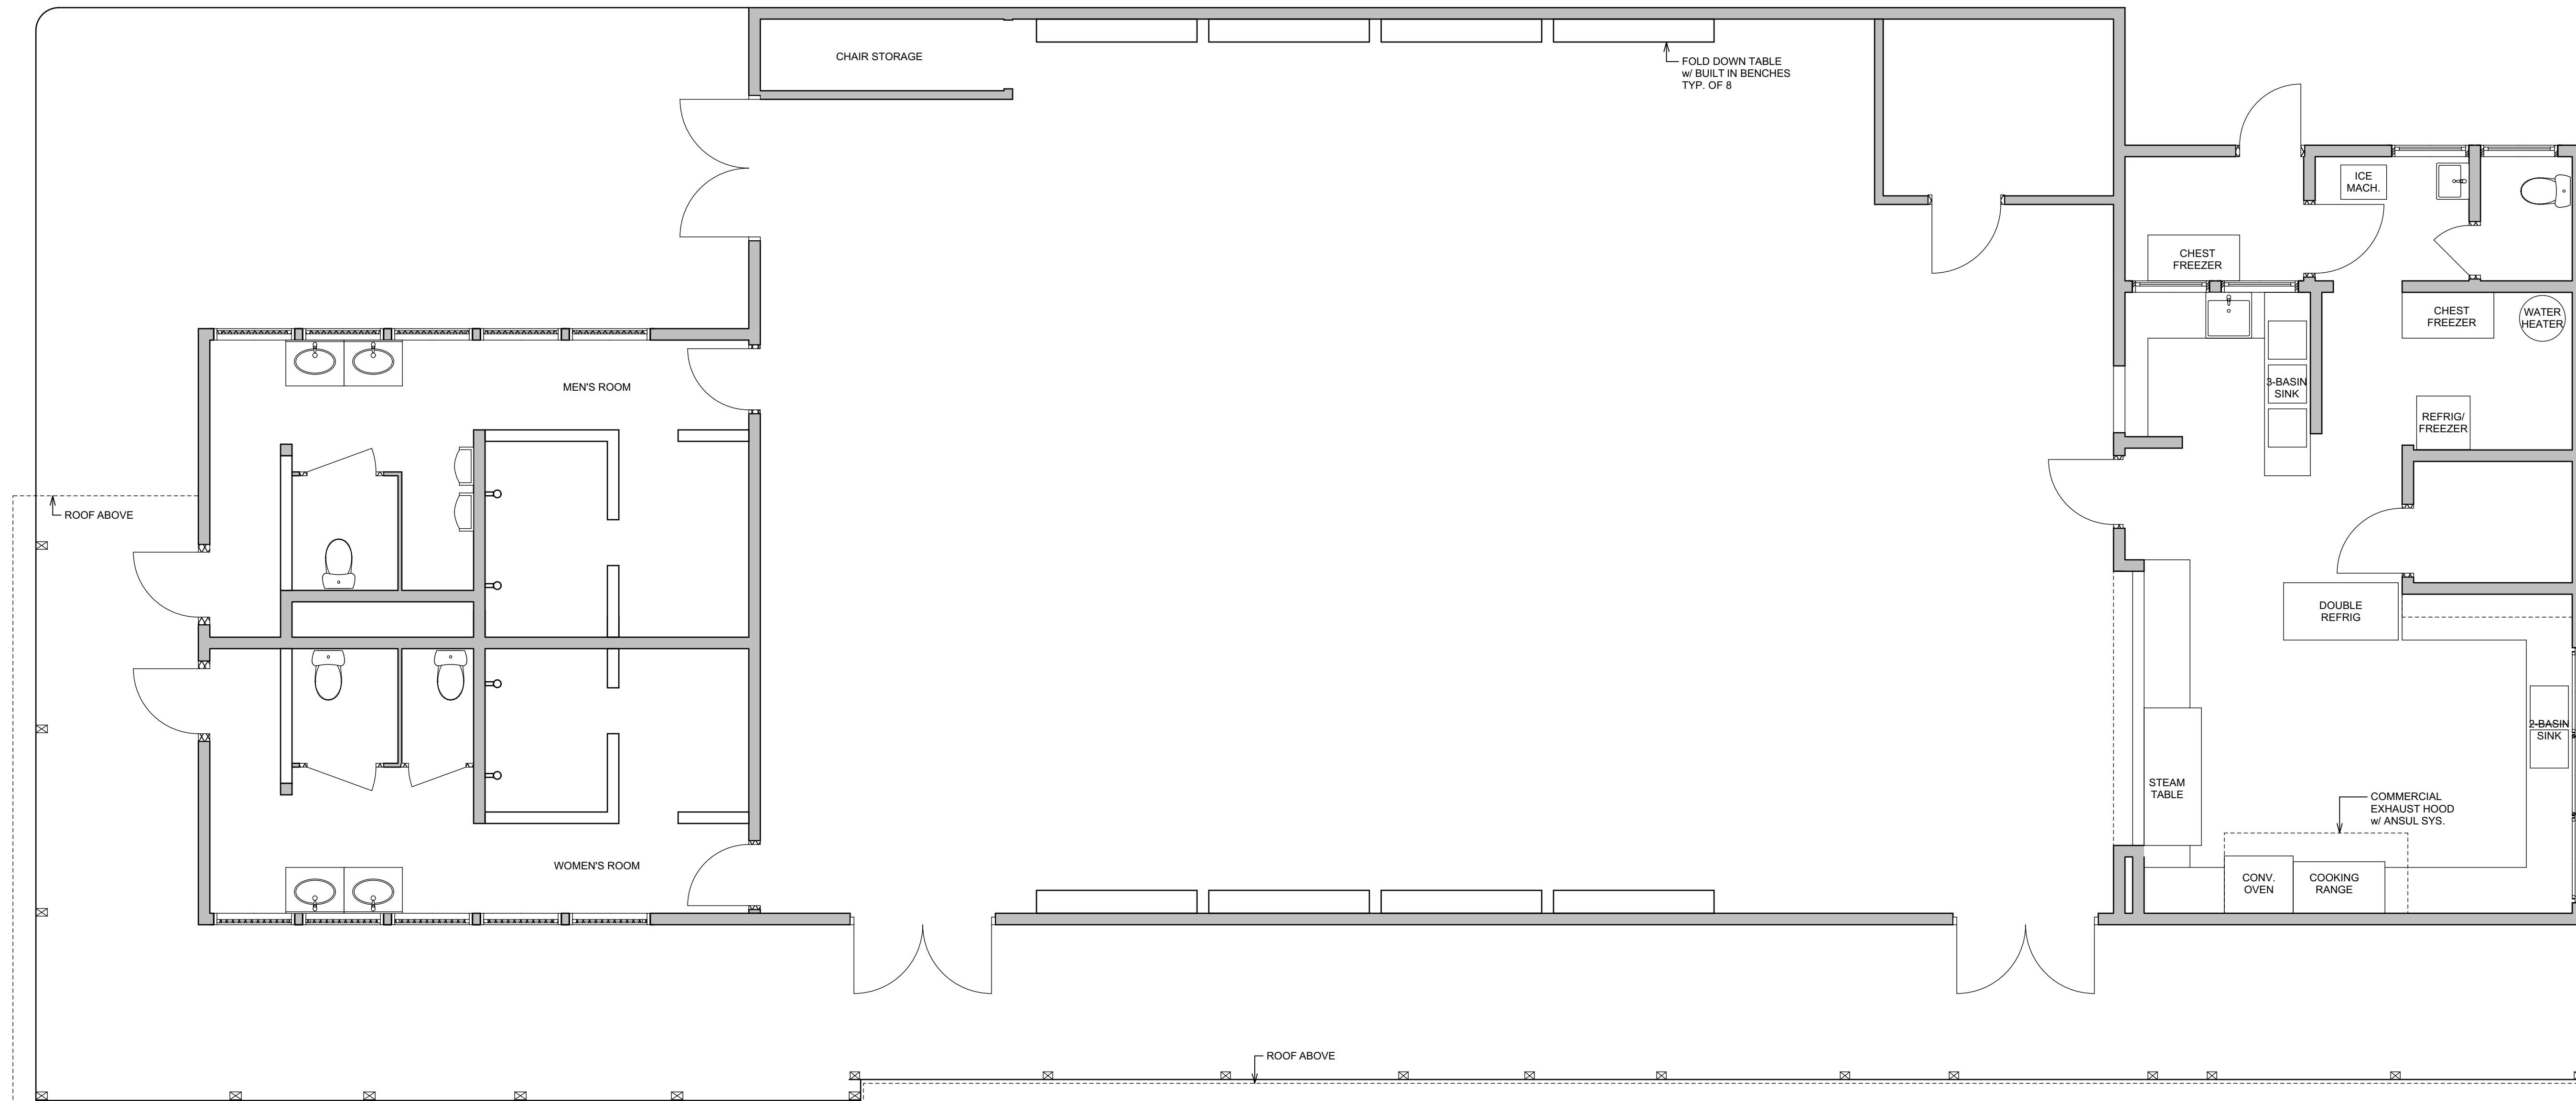 CHAIR STORAGE
FOLD DOWN TABLE
w/ BUILT IN BENCHES
TYP. OF 8
ICE
MACH.
CHEST
FREEZER
CHEST
FREEZER
WATER
HEATER
MEN'S ROOM
3-BASIN
SINK
REFRIG/
FREEZER
ROOF ABOVE
DOUBLE
REFRIG
2-BASIN
SINK
STEAM
TABLE
COMMERCIAL
EXHAUST HOOD
w/ ANSUL SYS.
WOMEN'S ROOM
CONV.
OVEN
COOKING
RANGE
ROOF ABOVE